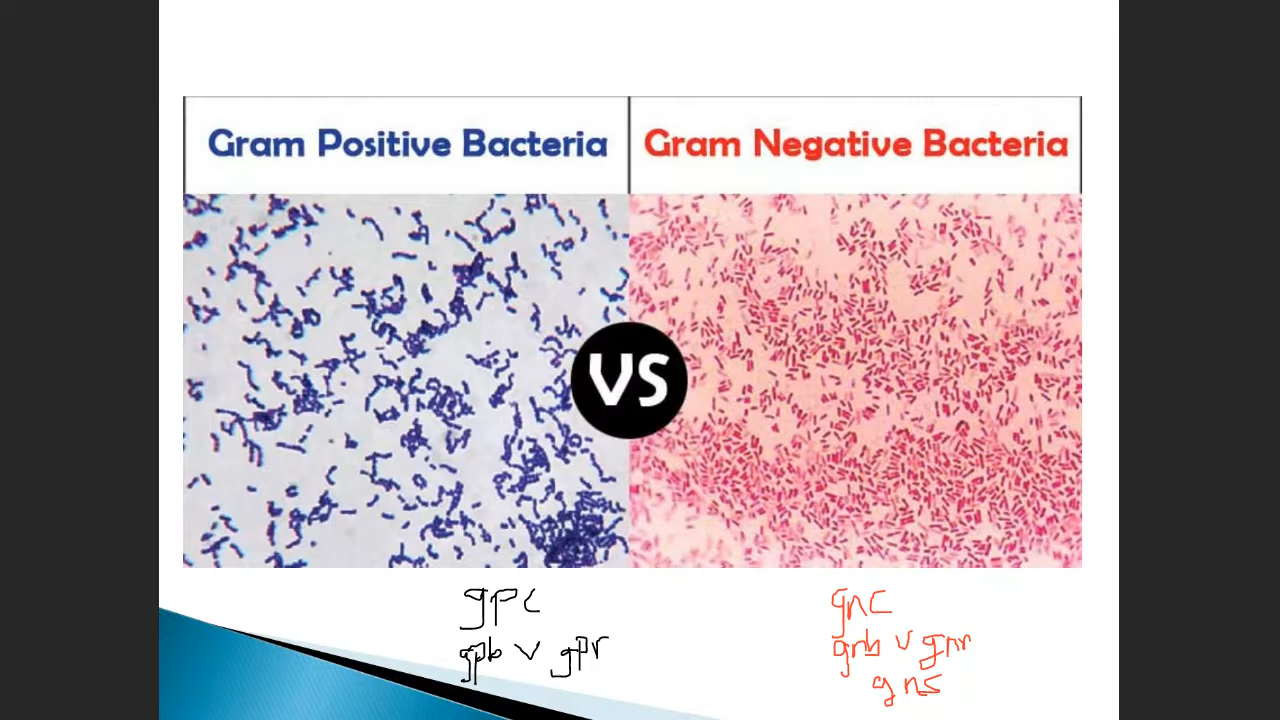 Gram Positive Bacteria
Gram Negative Bacteria
VS
gpc
gpb v gpr
gnc
gnb v gnr
gns